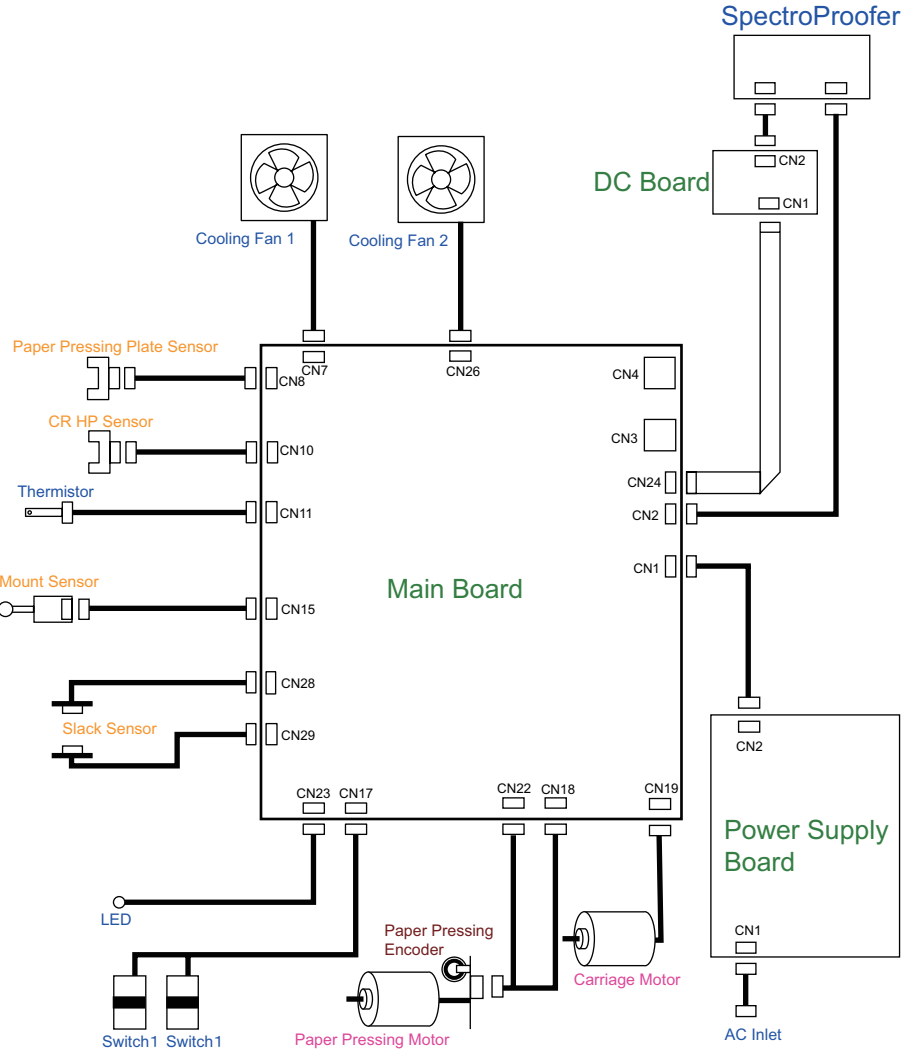 SpectroProofer
CN2
DC Board
CN1
Cooling Fan 1
Cooling Fan 2
Paper Pressing Plate Sensor
CN7
CN26
CN4
CN8
CR HP Sensor
CN3
CN10
Thermistor
CN24
CN11
CN2
CN1
Mount Sensor
Main Board
CN15
CN28
Slack Sensor
CN29
CN2
CN23
CN17
CN22
CN18
CN19
Power Supply
Board
LED
Paper Pressing
Encoder
CN1
Carriage Motor
Switch1
Switch1
Paper Pressing Motor
AC Inlet